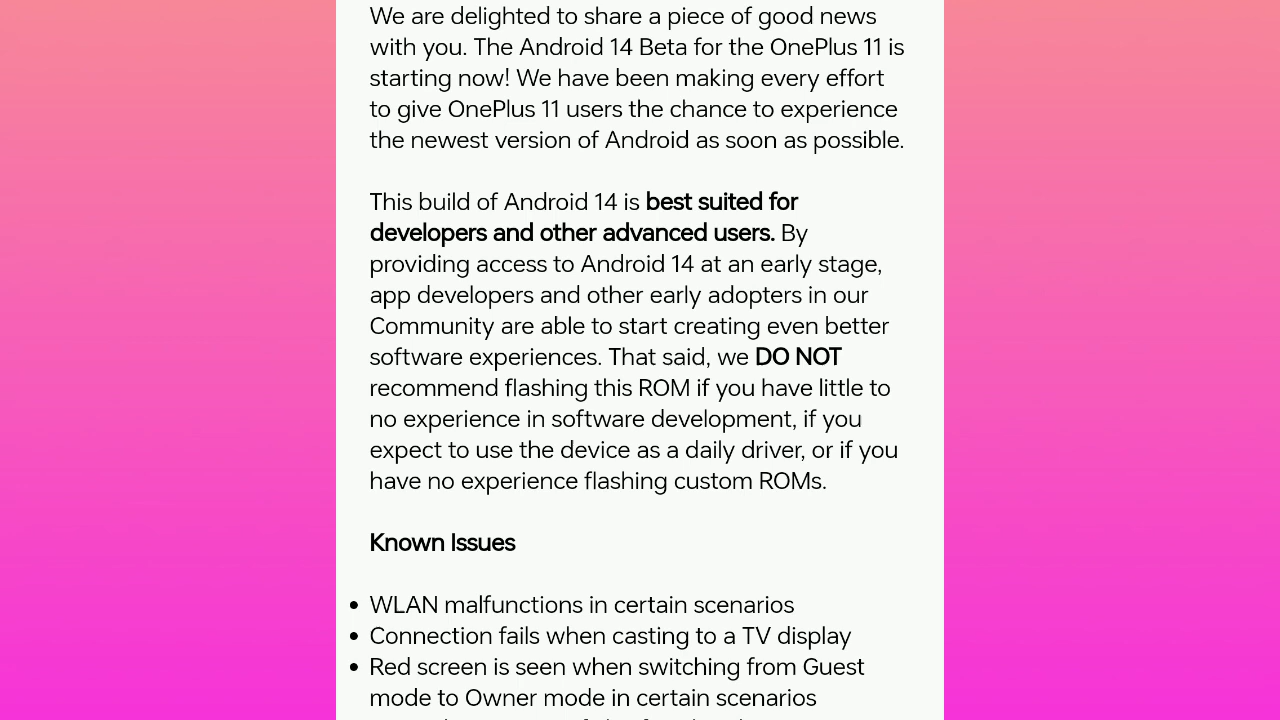 We are delighted to share a piece of good news
with you. The Android 14 Beta for the OnePlus 11 is
starting now! We have been making every effort
to give OnePlus 11 users the chance to experience
the newest version of Android as soon as possible.
This build of Android 14 is best suited for
developers and other advanced users. By
providing access to Android 14 at an early stage,
app developers and other early adopters in our
Community are able to start creating even better
software experiences. That said, we DO NOT
recommend flashing this ROM if you have little to
no experience in software development, if you
expect to use the device as a daily driver, or if you
have no experience flashing custom ROMs.
Known Issues
• WLAN malfunctions in certain scenarios
• Connection fails when casting to a TV display
• Red screen is seen when switching from Guest
mode to Owner mode in certain scenarios